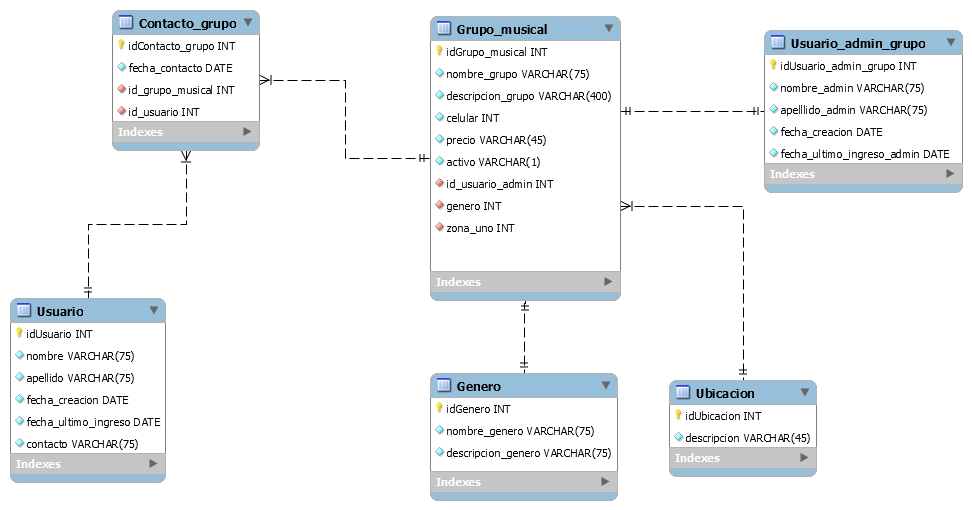 Contacto_grupo
idContacto_grupo INT
fecha_contacto DATE
id_grupo_musical INT
id_usuario INT
Indexes
Grupo_musical
idGrupo_musical INT
nombre_grupo VARCHAR(75)
descripcion_grupo VARCHAR(400)
celular INT
precio VARCHAR(45)
activo VARCHAR(1)
id_usuario_admin INT
genero INT
zona_uno INT
Indexes
Usuario_admin_grupo
idUsuario_admin_grupo INT
nombre_admin VARCHAR(75)
apelllido_admin VARCHAR(75)
fecha_creacion DATE
fecha_ultimo_ingreso_admin DATE
Indexes
Usuario
idUsuario INT
nombre VARCHAR(75)
apellido VARCHAR(75)
fecha_creacion DATE
fecha_ultimo_ingreso DATE
contacto VARCHAR(75)
Indexes
Genero
idGenero INT
nombre_genero VARCHAR(75)
descripcion_genero VARCHAR(75)
Indexes
Ubicacion
idUbicacion INT
descripcion VARCHAR(45)
Indexes